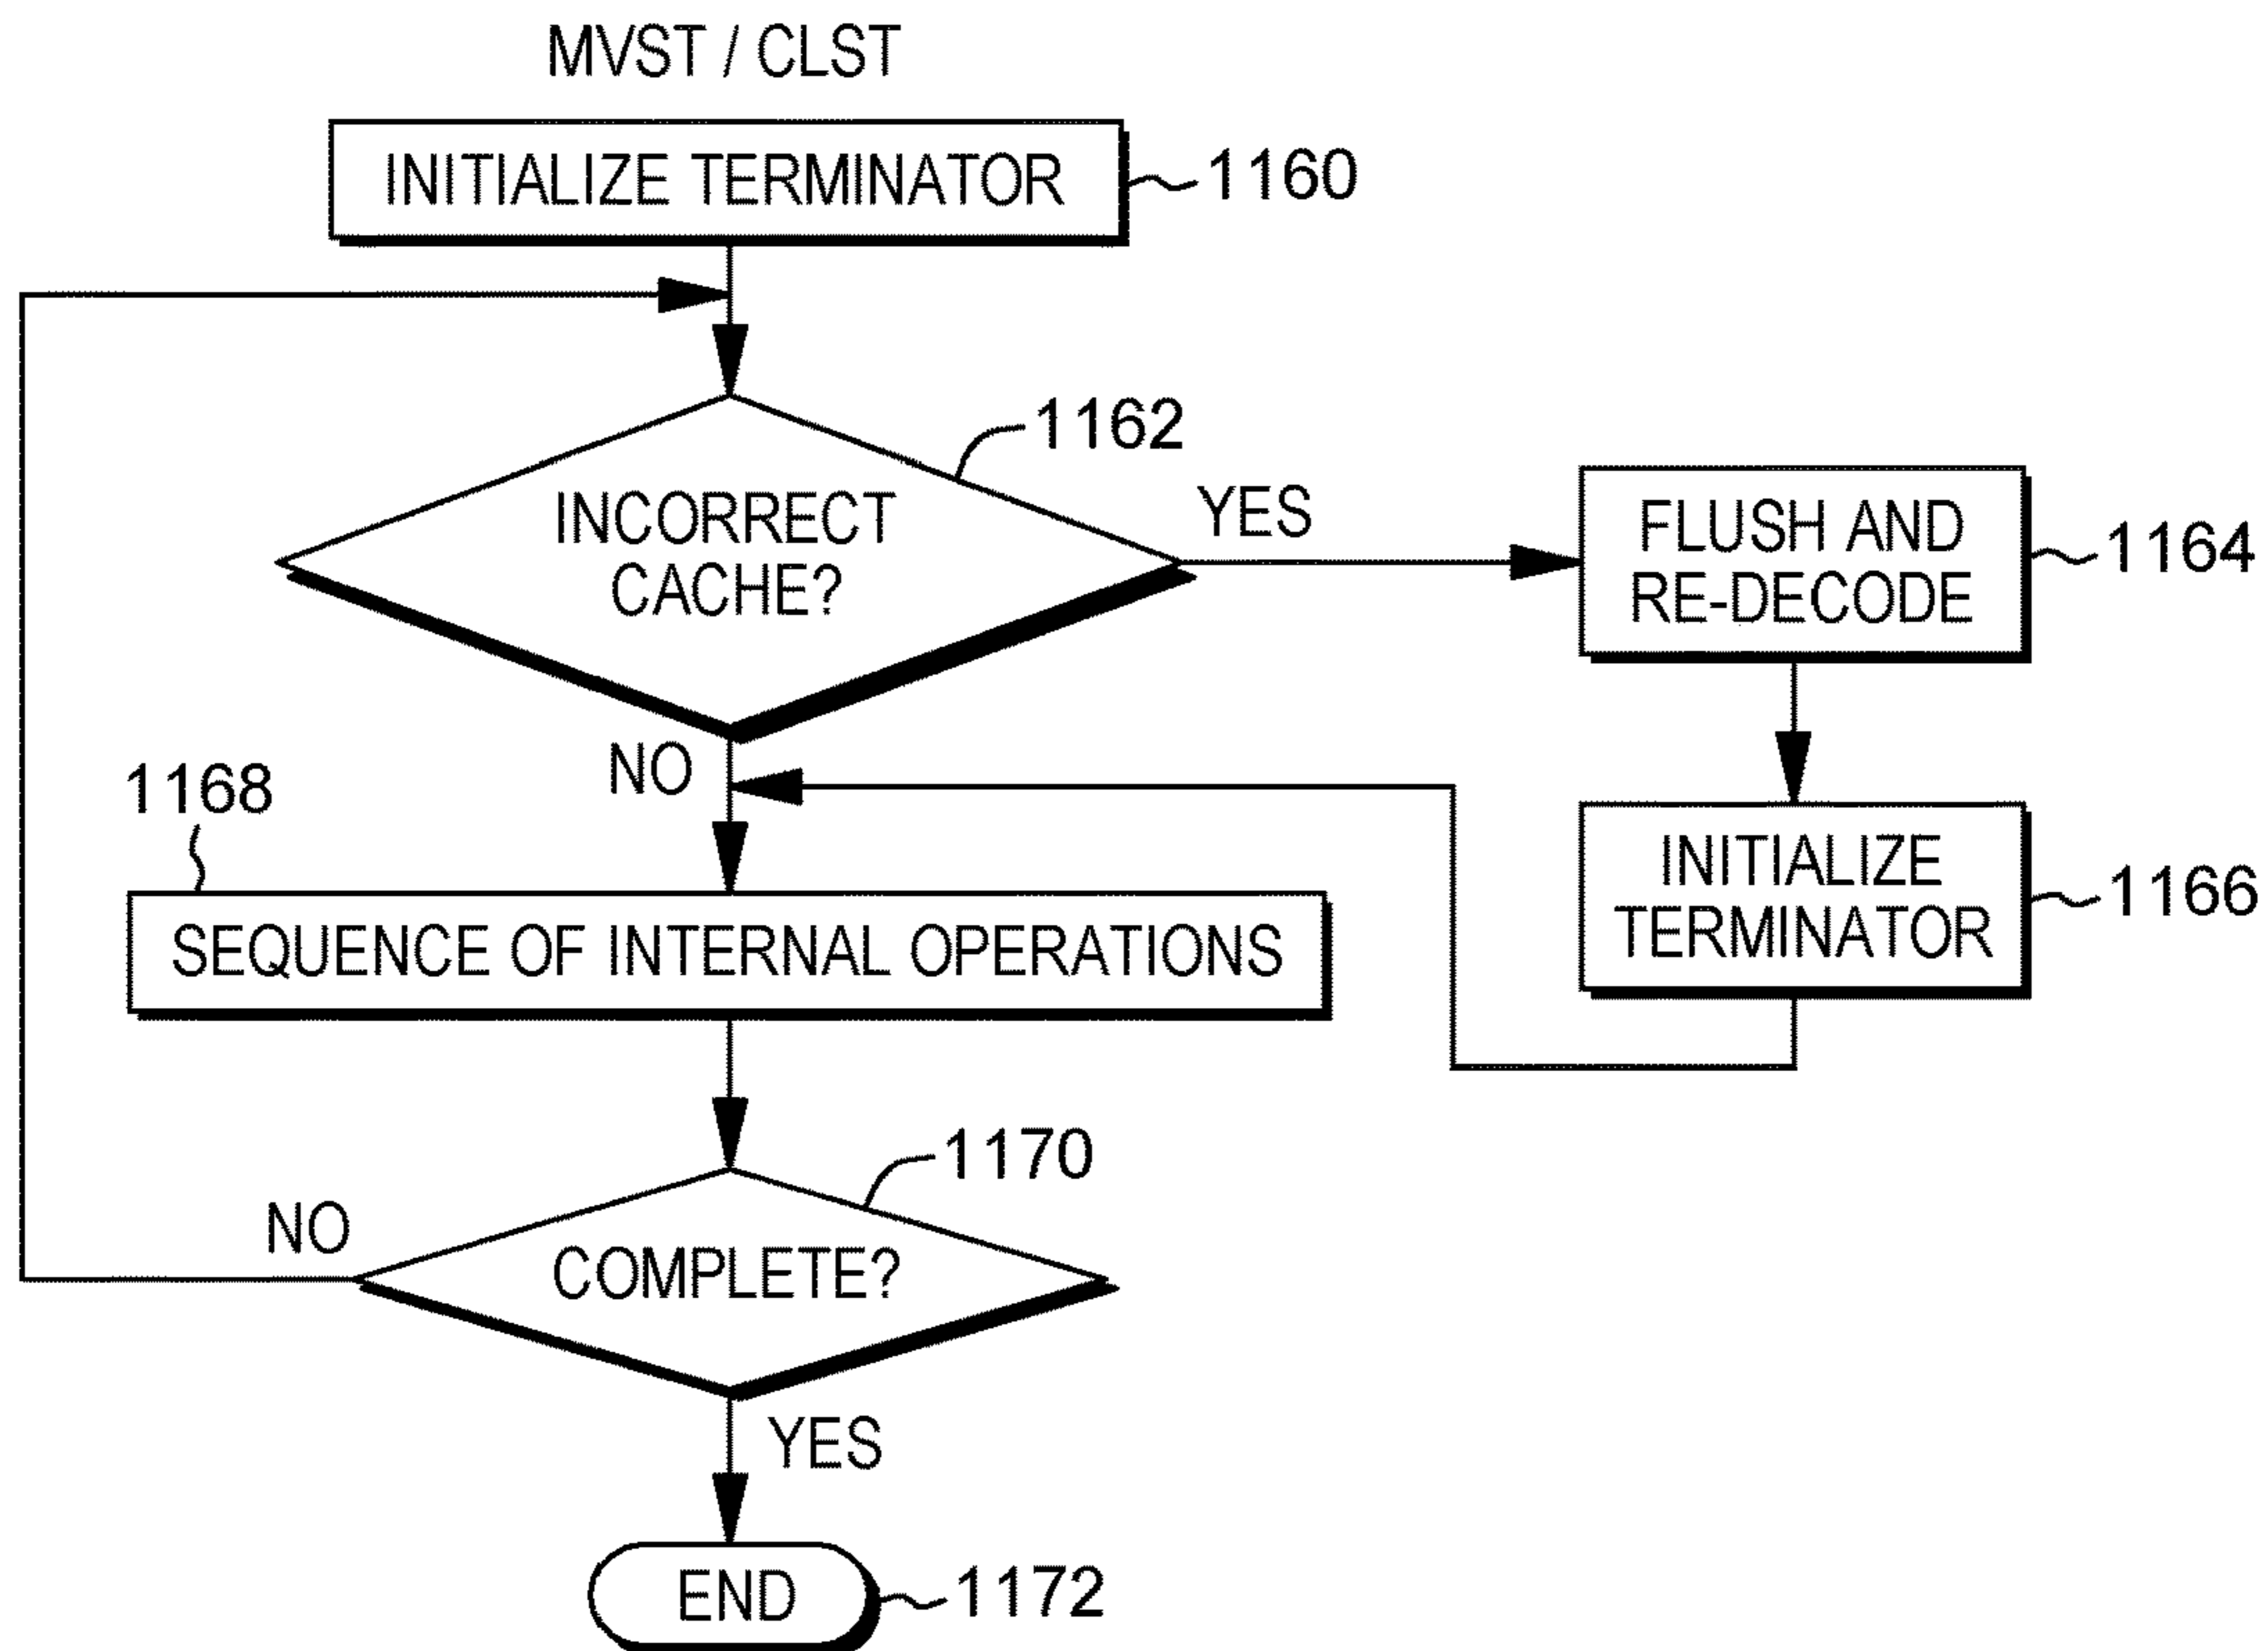 MVST / CLST
INITIALIZE TERMINATOR
1160
1162
INCORRECT
CACHE?
YES
FLUSH AND
RE-DECODE
1164
NO
INITIALIZE
TERMINATOR
1166
1168
SEQUENCE OF INTERNAL OPERATIONS
1170
NO
COMPLETE?
YES
END
1172